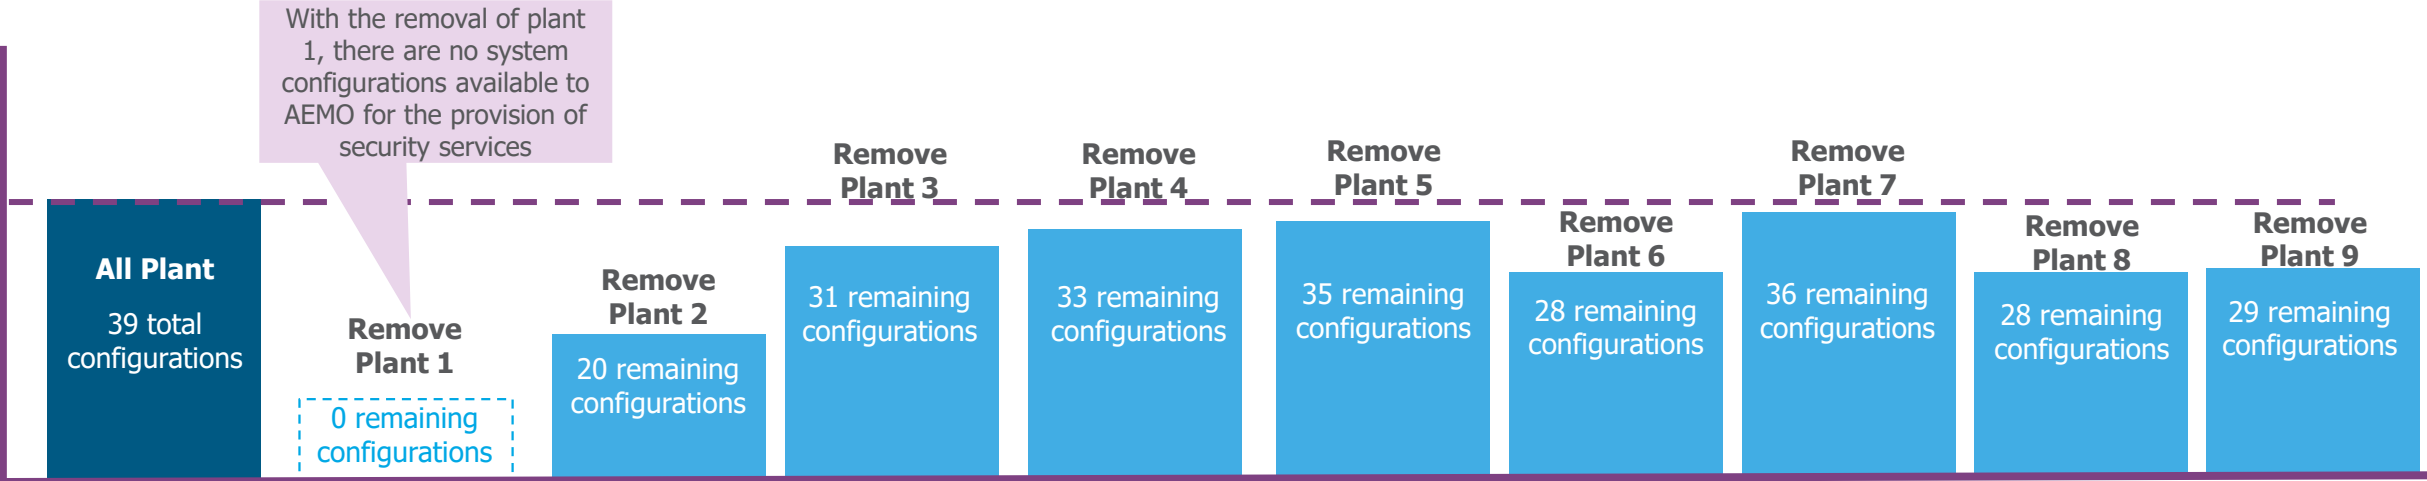 With the removal of plant
1, there are no system
configurations available to
AEMO for the provision of
security services
All Plant
39 total
configurations
Remove
Plant 1
0 remaining
configurations
Remove
Plant 2
20 remaining
configurations
Remove
Plant 3
31 remaining
configurations
Remove
Plant 4
33 remaining
configurations
Remove
Plant 5
35 remaining
configurations
Remove
Plant 6
28 remaining
configurations
Remove
Plant 7
36 remaining
configurations
Remove
Plant 8
28 remaining
configurations
Remove
Plant 9
29 remaining
configurations